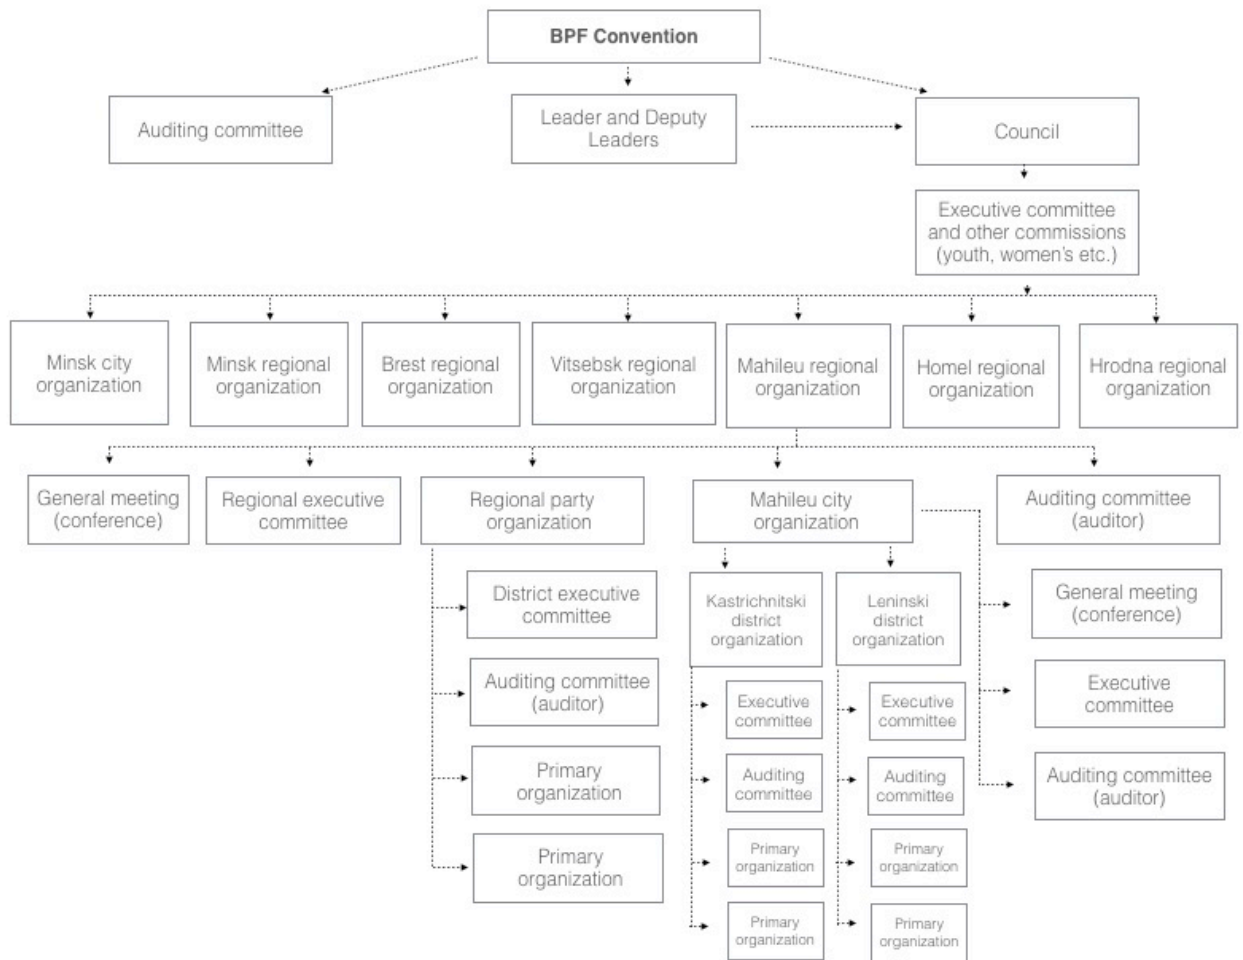 BPF Convention
Auditing committee
Leader and Deputy
Leaders
Council
Executive committee
and other commissions
(youth, women's etc.)
Minsk city
organization
Minsk regional
organization
Brest regional
organization
Vitsebsk regional
organization
Mahileu regional
organization
Homel regional
organization
Hrodna regional
organization
General meeting
(conference)
Regional executive
committee
Regional party
organization
Mahileu city
organization
Auditing committee
(auditor)
District executive
committee
Auditing committee
(auditor)
Primary
organization
Primary
organization
Kastrichnitski
district
organization
Executive
committee
Auditing
committee
Primary
organization
Primary
organization
Leninski
district
organization
Executive
committee
Auditing
committee
Primary
organization
Primary
organization
General meeting
(conference)
Executive
committee
Auditing committee
(auditor)